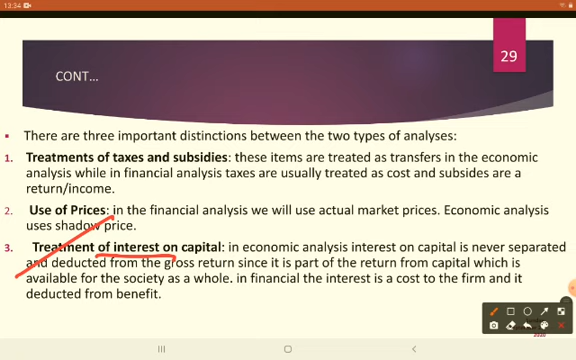 13:34
29
CONT...
▪ There are three important distinctions between the two types of analyses:
1. Treatments of taxes and subsidies: these items are treated as transfers in the economic
analysis while in financial analysis taxes are usually treated as cost and subsides are a
return/income.
2. Use of Prices: in the financial analysis we will use actual market prices. Economic analysis
uses shadow price.
3. Treatment of interest on capital: in economic analysis interest on capital is never separated
and deducted from the gross return since it is part of the return from capital which is
available for the society as a whole. in financial the interest is a cost to the firm and it
deducted from benefit.
2020